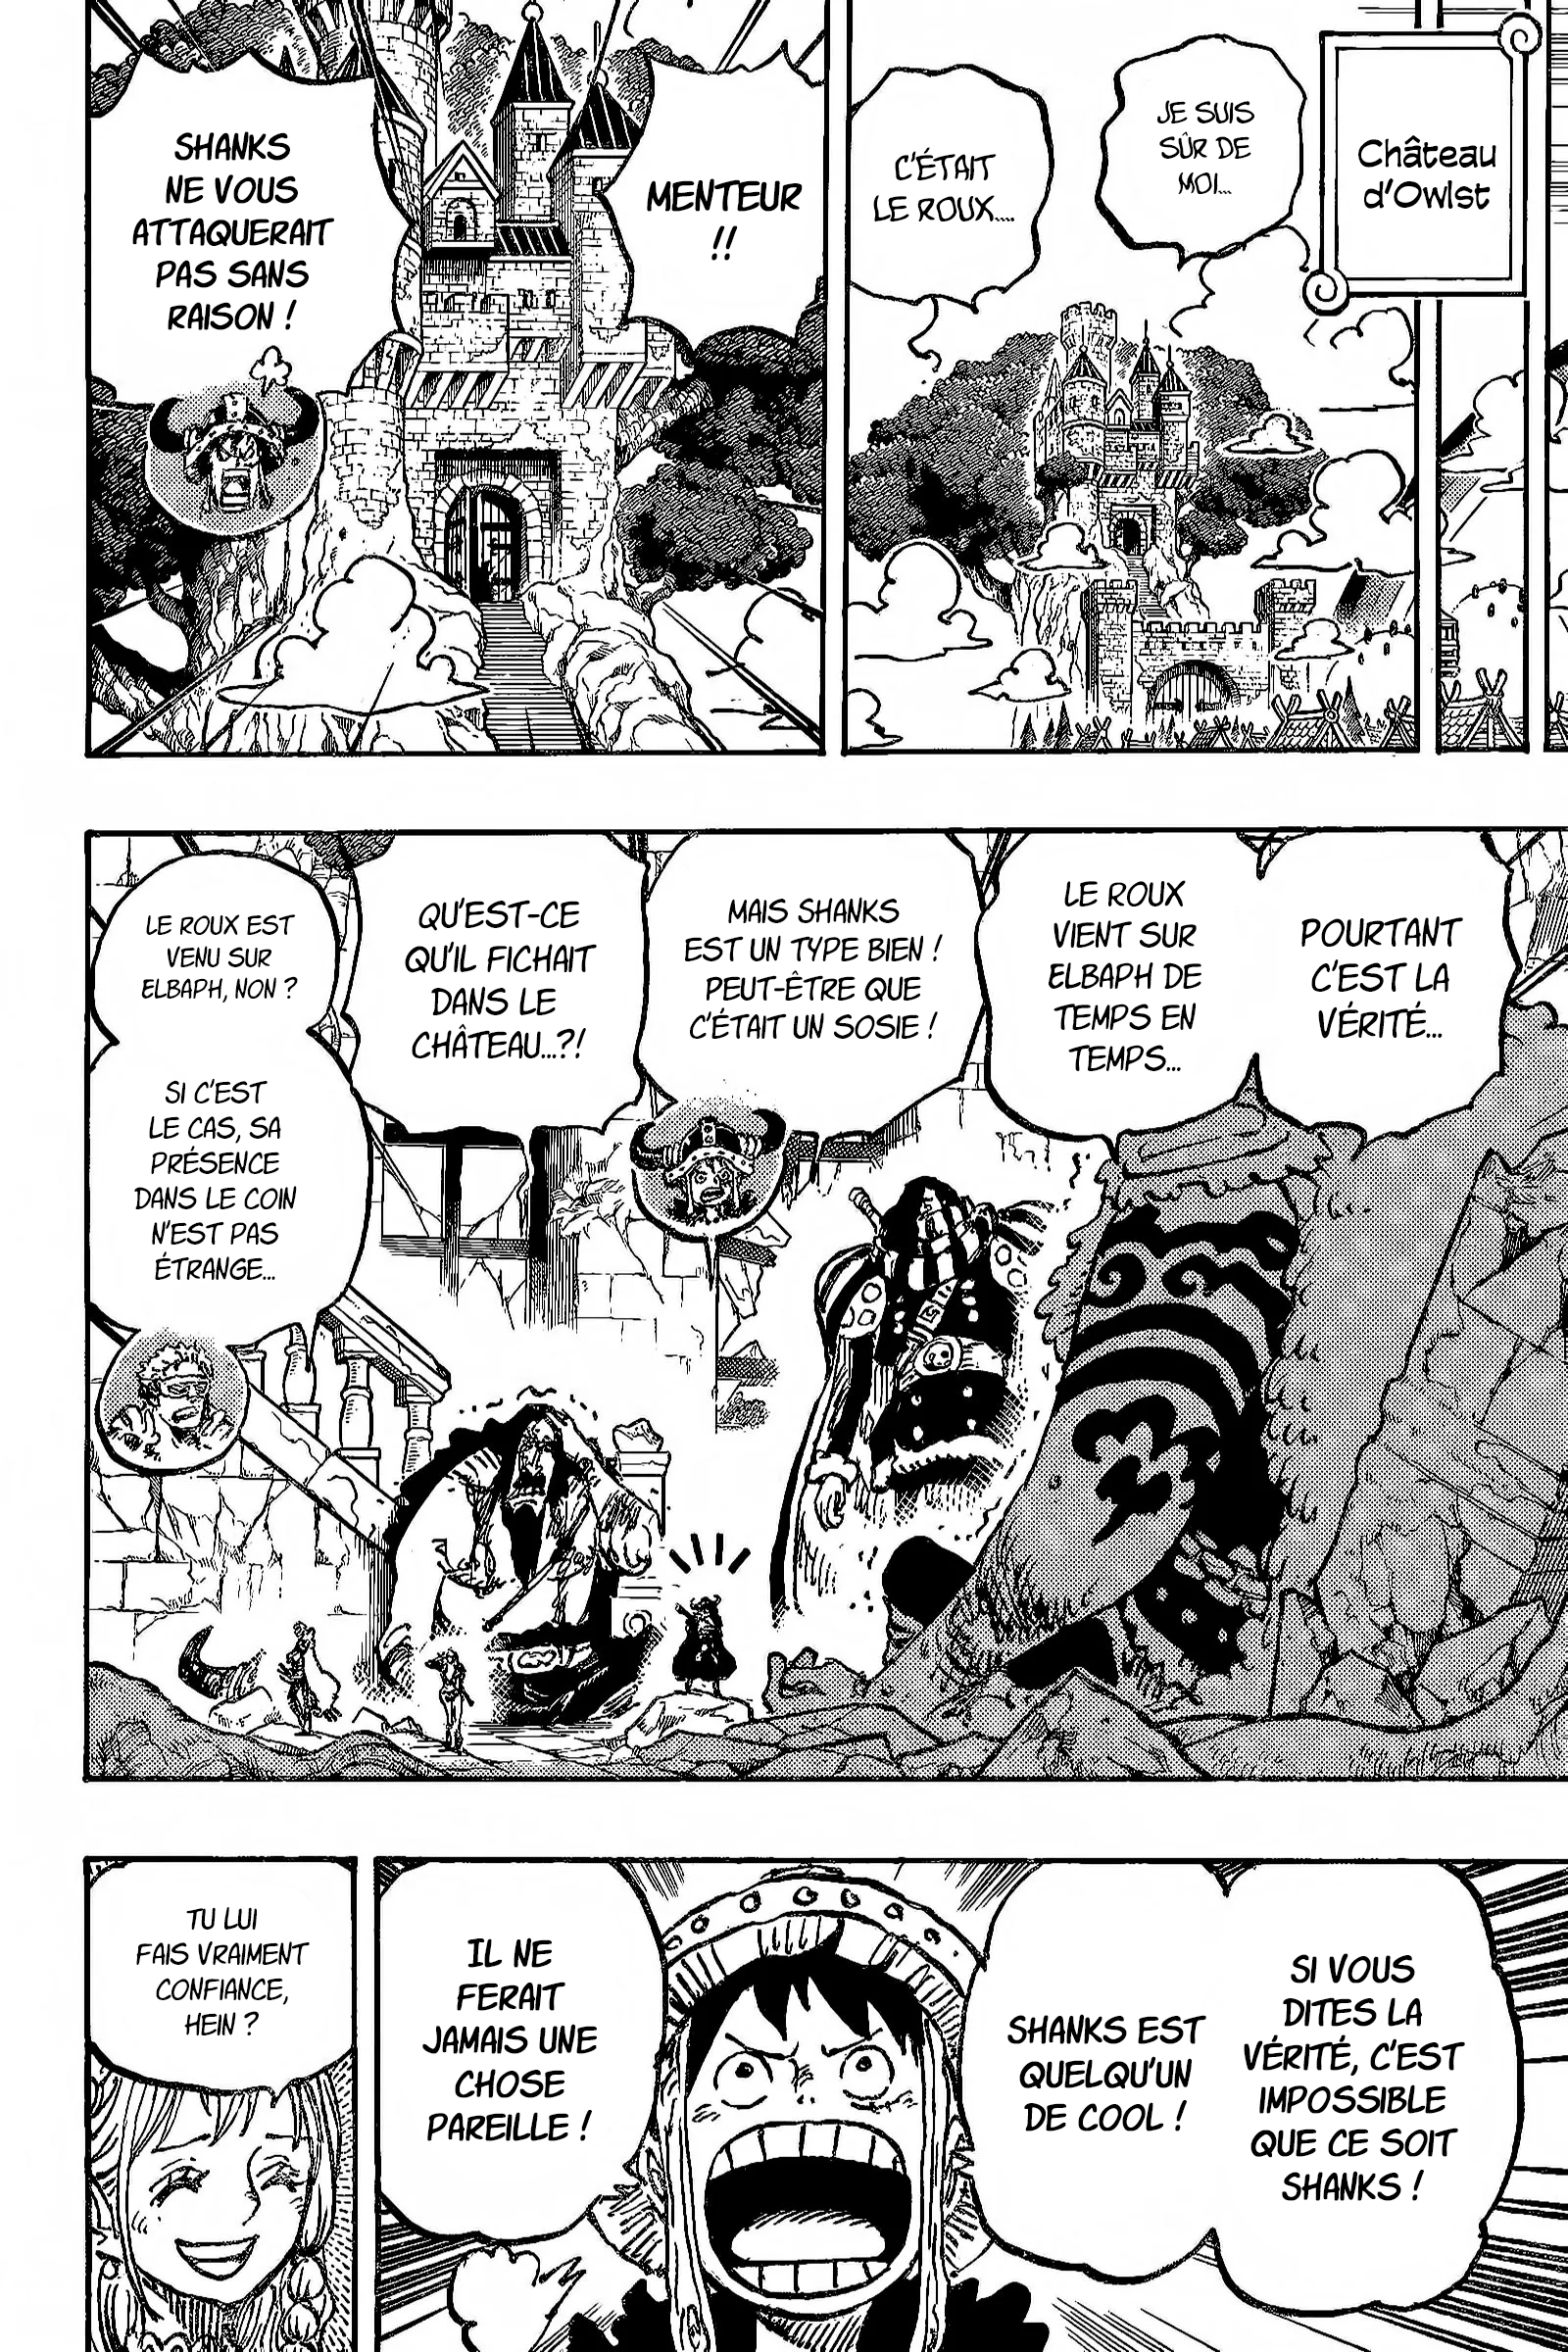 Château
d'Owlst
JE SUIS
SÛR DE
MOI...
C'ÉTAIT
LE ROUX....
MENTEUR
!!
SHANKS
NE VOUS
ATTAQUERAIT
PAS SANS
RAISON !
POURTANT
C'EST LA
VÉRITÉ...
LE ROUX
VIENT SUR
ELBAPH DE
TEMPS EN
TEMPS...
MAIS SHANKS
EST UN TYPE BIEN !
PEUT-ÊTRE QUE
C'ÉTAIT UN SOSIE !
QU'EST-CE
QU'IL FICHAIT
DANS LE
CHÂTEAU...?!
LE ROUX EST
VENU SUR
ELBAPH, NON ?
SI C'EST
LE CAS, SA
PRÉSENCE
DANS LE COIN
N'EST PAS
ÉTRANGE...
SI VOUS
DITES LA
VÉRITÉ, C'EST
IMPOSSIBLE
QUE CE SOIT
SHANKS !
SHANKS EST
QUELQU'UN
DE COOL !
IL NE
FERAIT
JAMAIS UNE
CHOSE
PAREILLE !
TU LUI
FAIS VRAIMENT
CONFIANCE,
HEIN ?